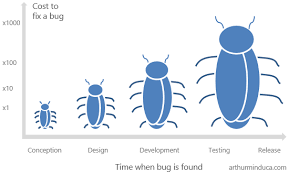 Cost to
fix a bug
x1000
x100
x10
x1
Conception Design Development Testing Release
Time when bug is found
arthurminduca.com